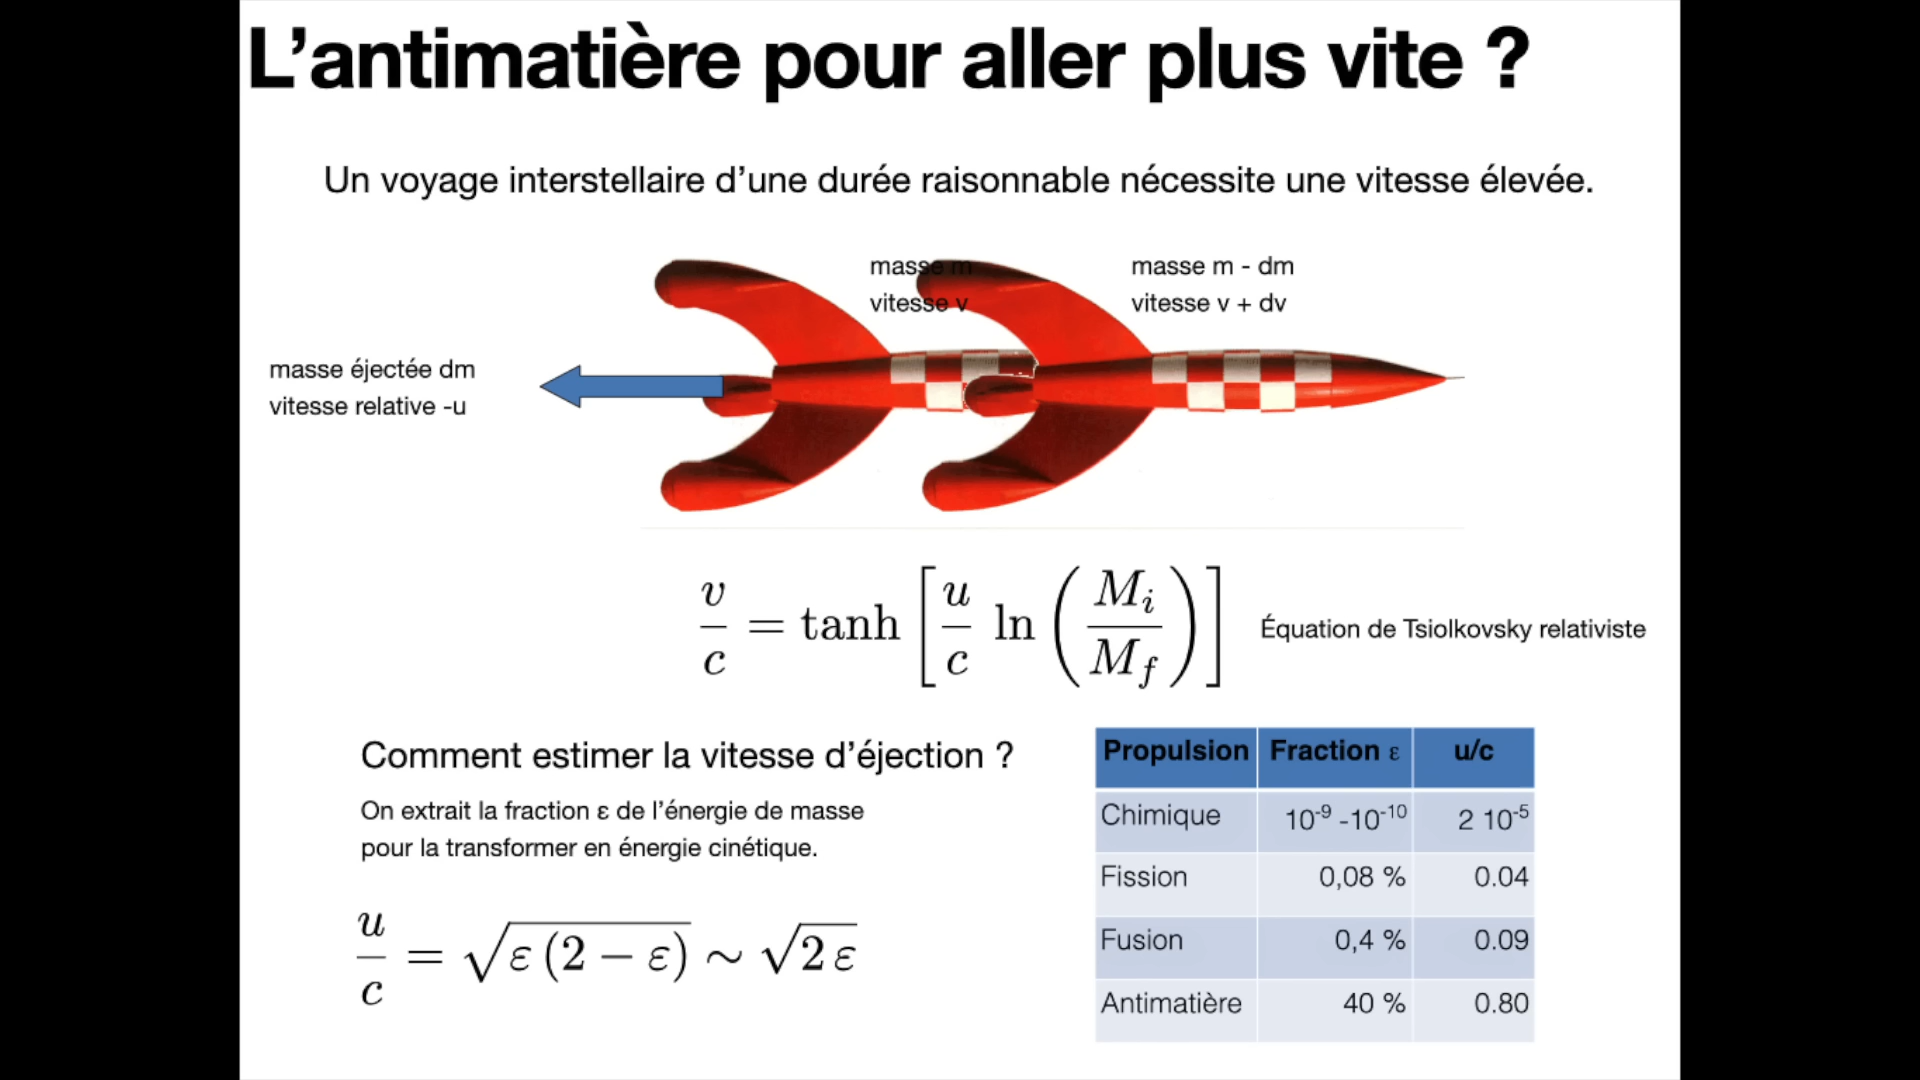 L’antimatière pour aller plus vite ?
Un voyage interstellaire d’une durée raisonnable nécessite une vitesse élevée.
masse m
vitesse v
masse m - dm
vitesse v + dv
masse éjectée dm
vitesse relative -u
v/c = tanh [ u/c ln ( M_i / M_f ) ]
Équation de Tsiolkovsky relativiste
Comment estimer la vitesse d’éjection ?
On extrait la fraction ε de l’énergie de masse
pour la transformer en énergie cinétique.
u/c = √(ε (2 − ε)) ∼ √(2 ε)
Propulsion Fraction ε u/c
Chimique 10⁻⁹ -10⁻¹⁰ 2 10⁻⁵
Fission 0,08 % 0.04
Fusion 0,4 % 0.09
Antimatière 40 % 0.80